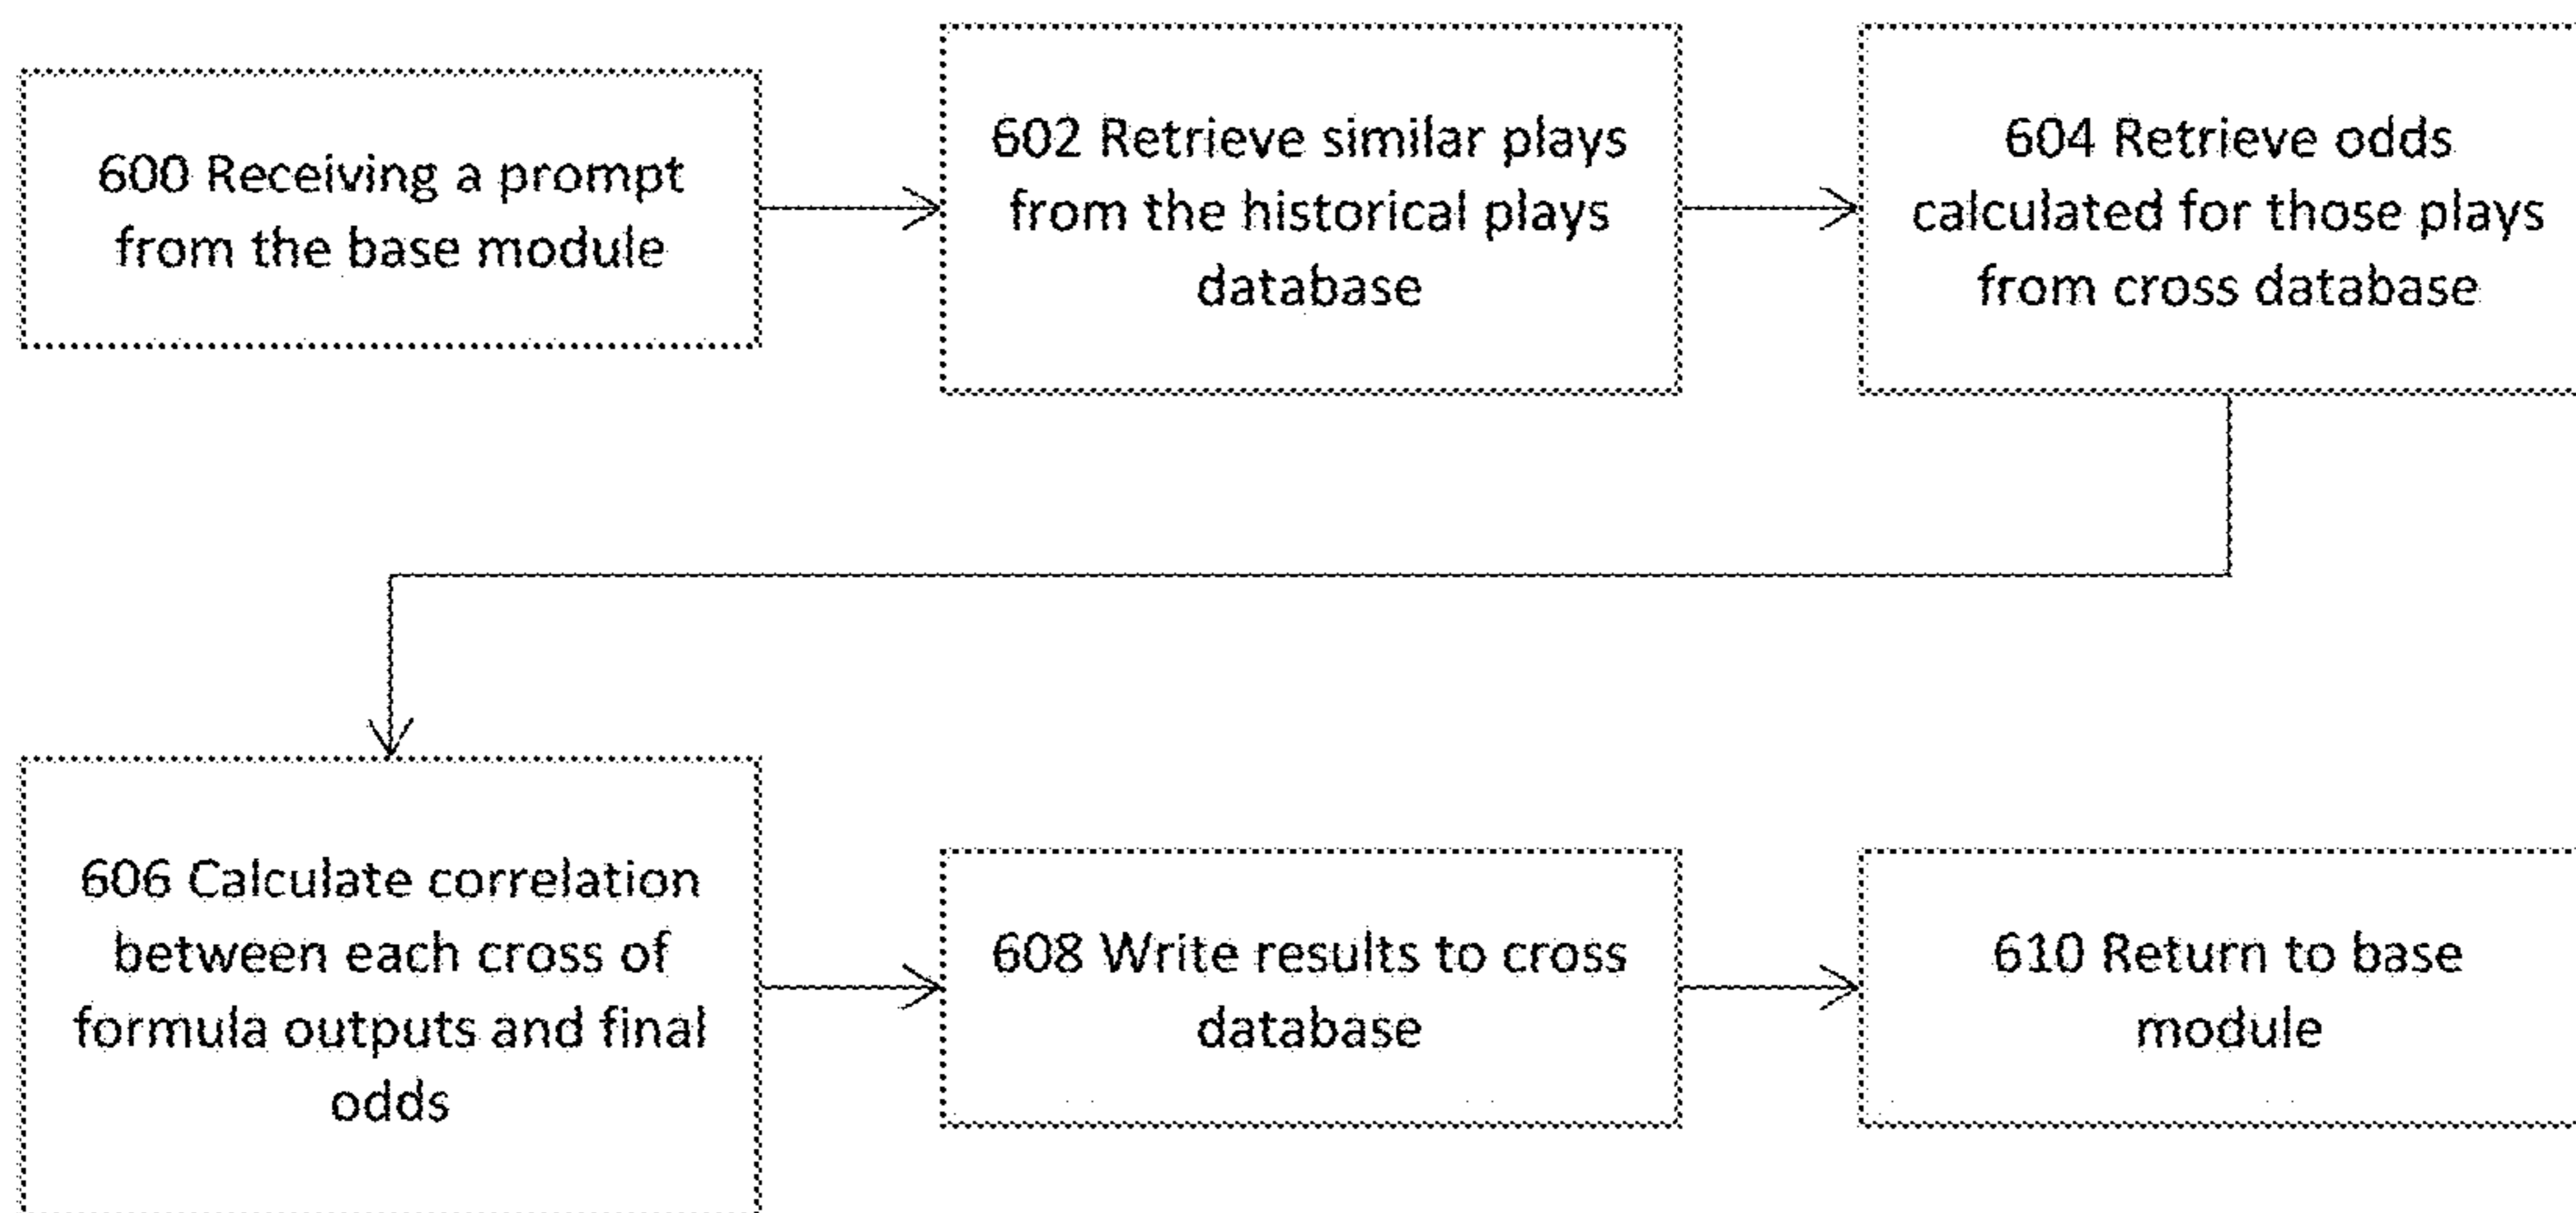 600 Receiving a prompt
from the base module
602 Retrieve similar plays
from the historical plays
database
604 Retrieve odds
calculated for those plays
from cross database
606 Calculate correlation
between each cross of
formula outputs and final
odds
608 Write results to cross
database
610 Return to base
module